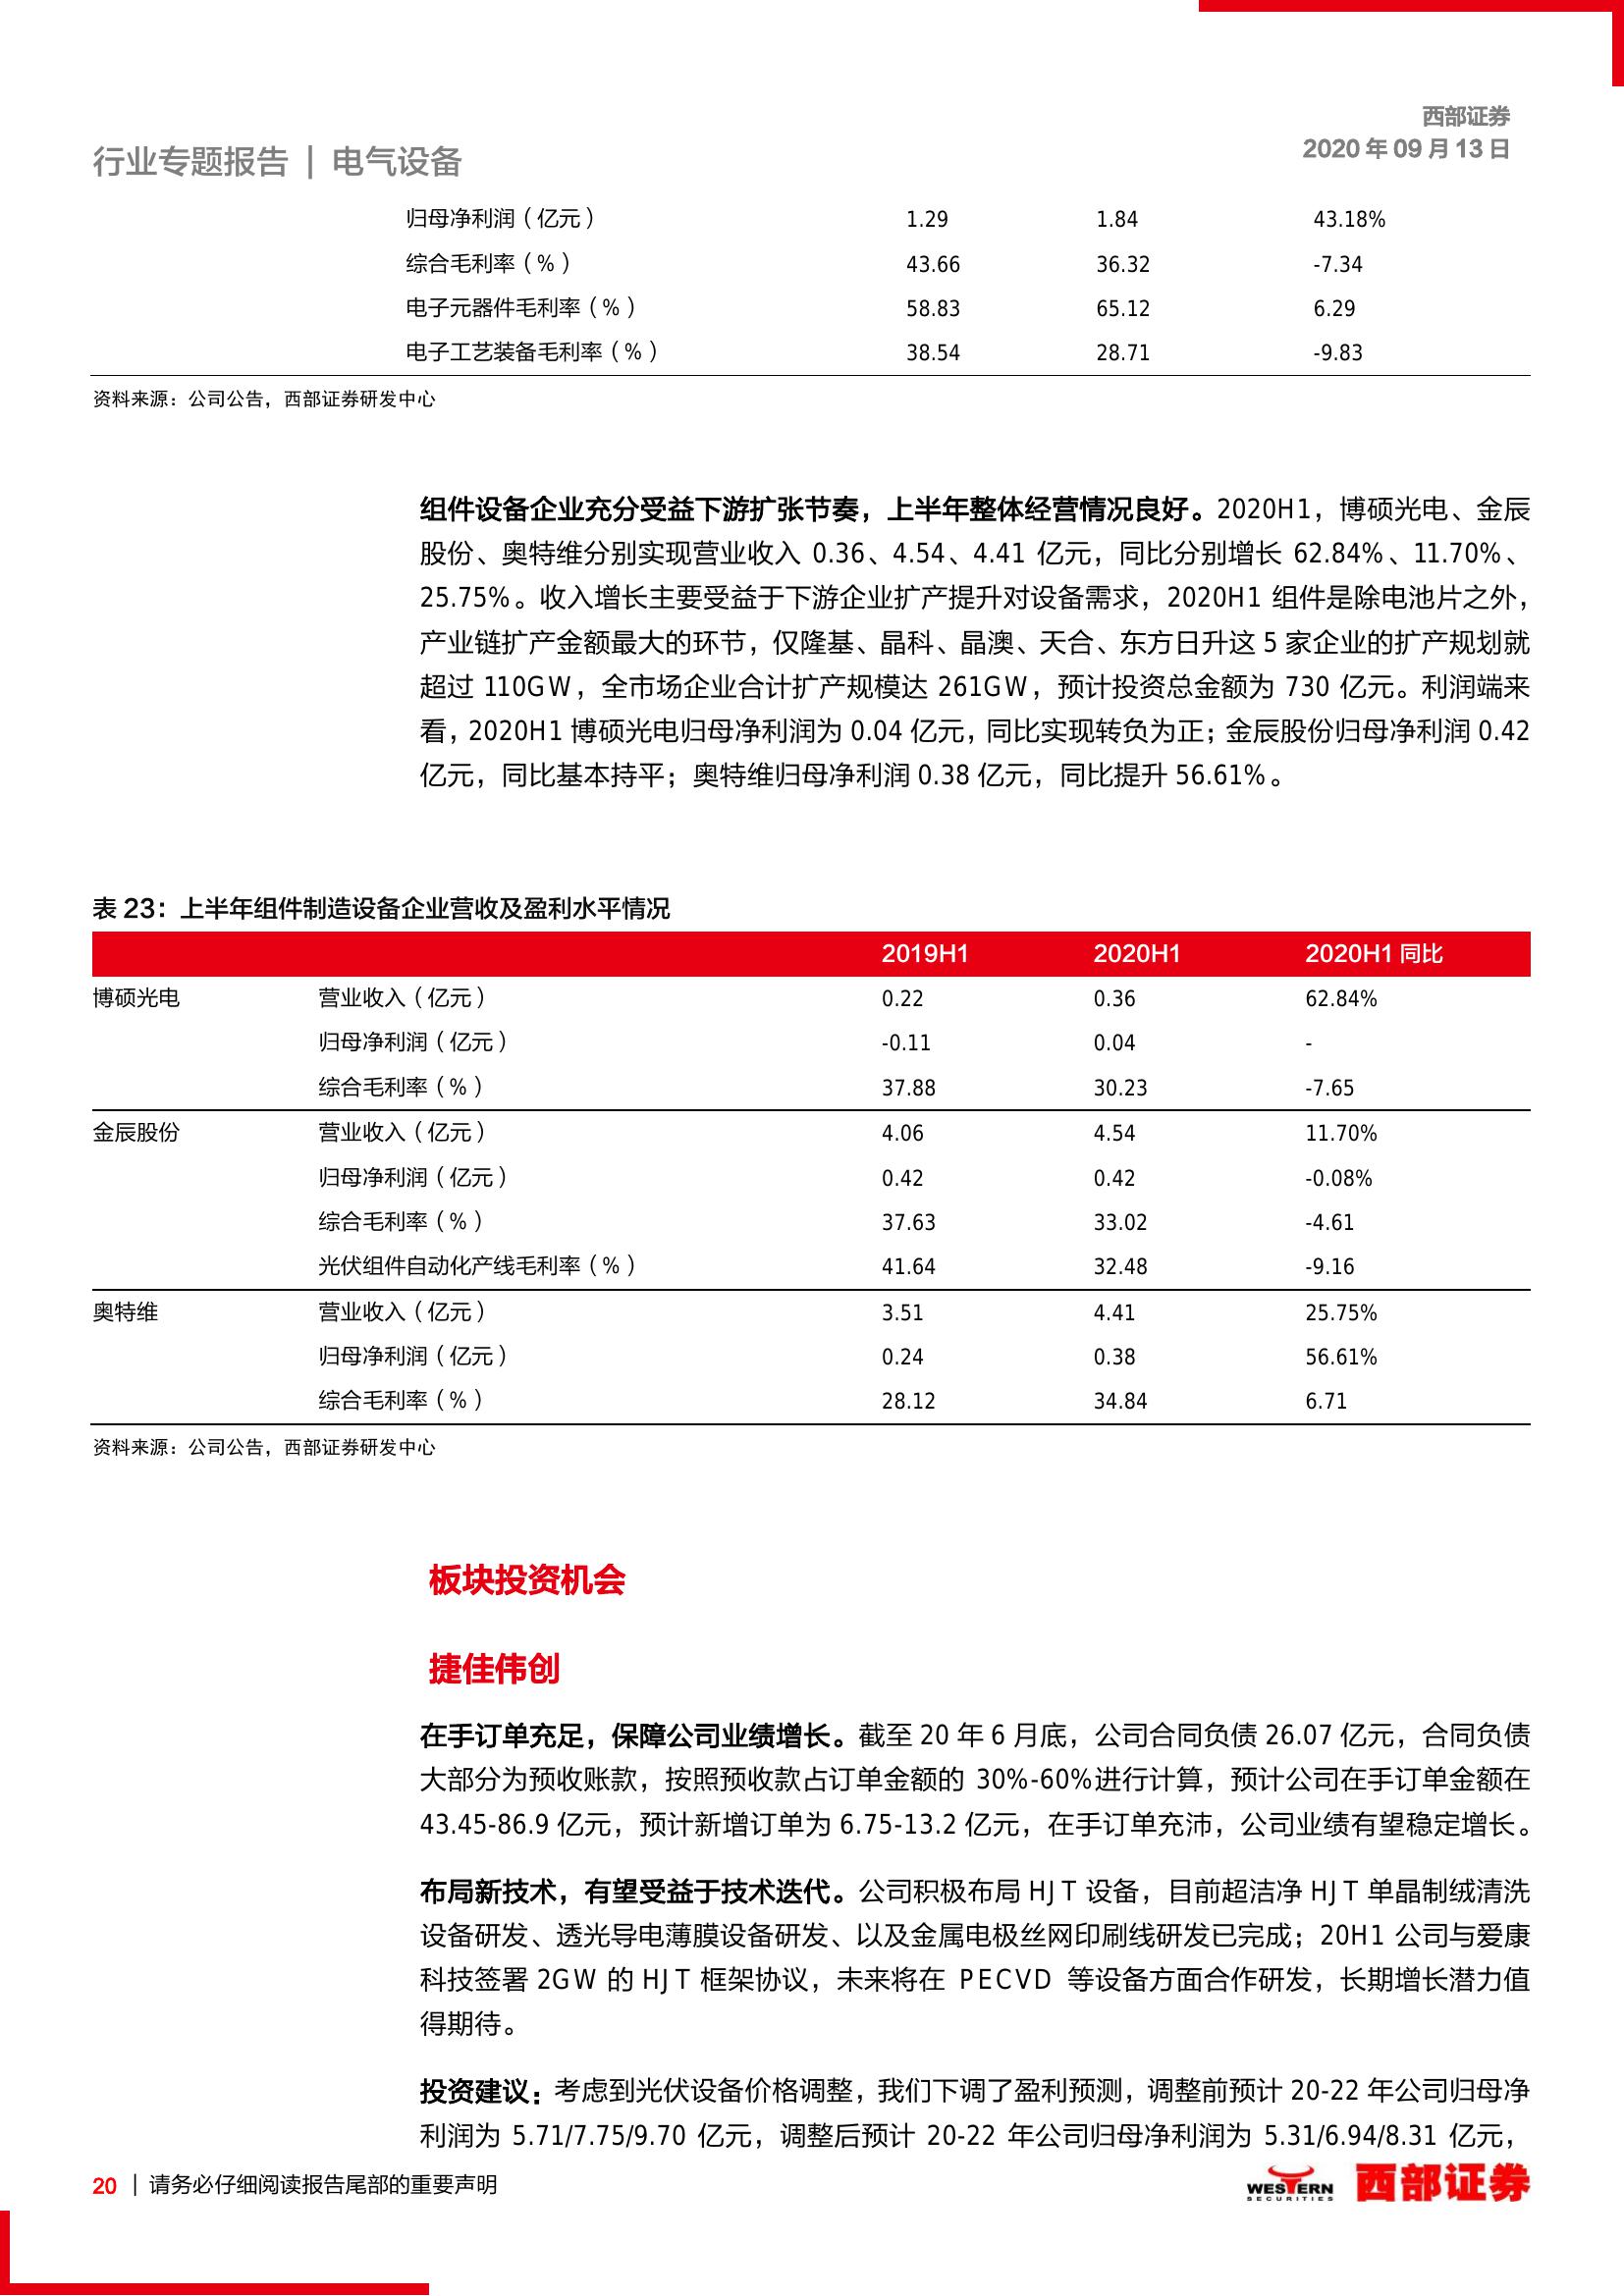 西部证券
2020 年 09 月 13 日
行业专题报告 | 电气设备
归母净利润（亿元） 1.29 1.84 43.18%
综合毛利率（%） 43.66 36.32 -7.34
电子元器件毛利率（%） 58.83 65.12 6.29
电子工艺装备毛利率（%） 38.54 28.71 -9.83
资料来源：公司公告，西部证券研发中心
组件设备企业充分受益下游扩张节奏，上半年整体经营情况良好。2020H1，博硕光电、金辰
股份、奥特维分别实现营业收入 0.36、4.54、4.41 亿元，同比分别增长 62.84%、11.70%、
25.75%。收入增长主要受益于下游企业扩产提升对设备需求，2020H1 组件是除电池片之外，
产业链扩产金额最大的环节，仅隆基、晶科、晶澳、天合、东方日升这 5 家企业的扩产规划就
超过 110GW，全市场企业合计扩产规模达 261GW，预计投资总金额为 730 亿元。利润端来
看，2020H1 博硕光电归母净利润为 0.04 亿元，同比实现转负为正；金辰股份归母净利润 0.42
亿元，同比基本持平；奥特维归母净利润 0.38 亿元，同比提升 56.61%。
表 23：上半年组件制造设备企业营收及盈利水平情况
2019H1 2020H1 2020H1 同比
博硕光电 营业收入（亿元） 0.22 0.36 62.84%
归母净利润（亿元） -0.11 0.04 -
综合毛利率（%） 37.88 30.23 -7.65
金辰股份 营业收入（亿元） 4.06 4.54 11.70%
归母净利润（亿元） 0.42 0.42 -0.08%
综合毛利率（%） 37.63 33.02 -4.61
光伏组件自动化产线毛利率（%） 41.64 32.48 -9.16
奥特维 营业收入（亿元） 3.51 4.41 25.75%
归母净利润（亿元） 0.24 0.38 56.61%
综合毛利率（%） 28.12 34.84 6.71
资料来源：公司公告，西部证券研发中心
板块投资机会
捷佳伟创
在手订单充足，保障公司业绩增长。截至 20 年 6 月底，公司合同负债 26.07 亿元，合同负债
大部分为预收账款，按照预收款占订单金额的 30%-60%进行计算，预计公司在手订单金额在
43.45-86.9 亿元，预计新增订单为 6.75-13.2 亿元，在手订单充沛，公司业绩有望稳定增长。
布局新技术，有望受益于技术迭代。公司积极布局 HJT 设备，目前超洁净 HJT 单晶制绒清洗
设备研发、透光导电薄膜设备研发、以及金属电极丝网印刷线研发已完成；20H1 公司与爱康
科技签署 2GW 的 HJT 框架协议，未来将在 PECVD 等设备方面合作研发，长期增长潜力值
得期待。
投资建议：考虑到光伏设备价格调整，我们下调了盈利预测，调整前预计 20-22 年公司归母净
利润为 5.71/7.75/9.70 亿元，调整后预计 20-22 年公司归母净利润为 5.31/6.94/8.31 亿元，
20 | 请务必仔细阅读报告尾部的重要声明
WESTERN
SECURITIES
西部证券